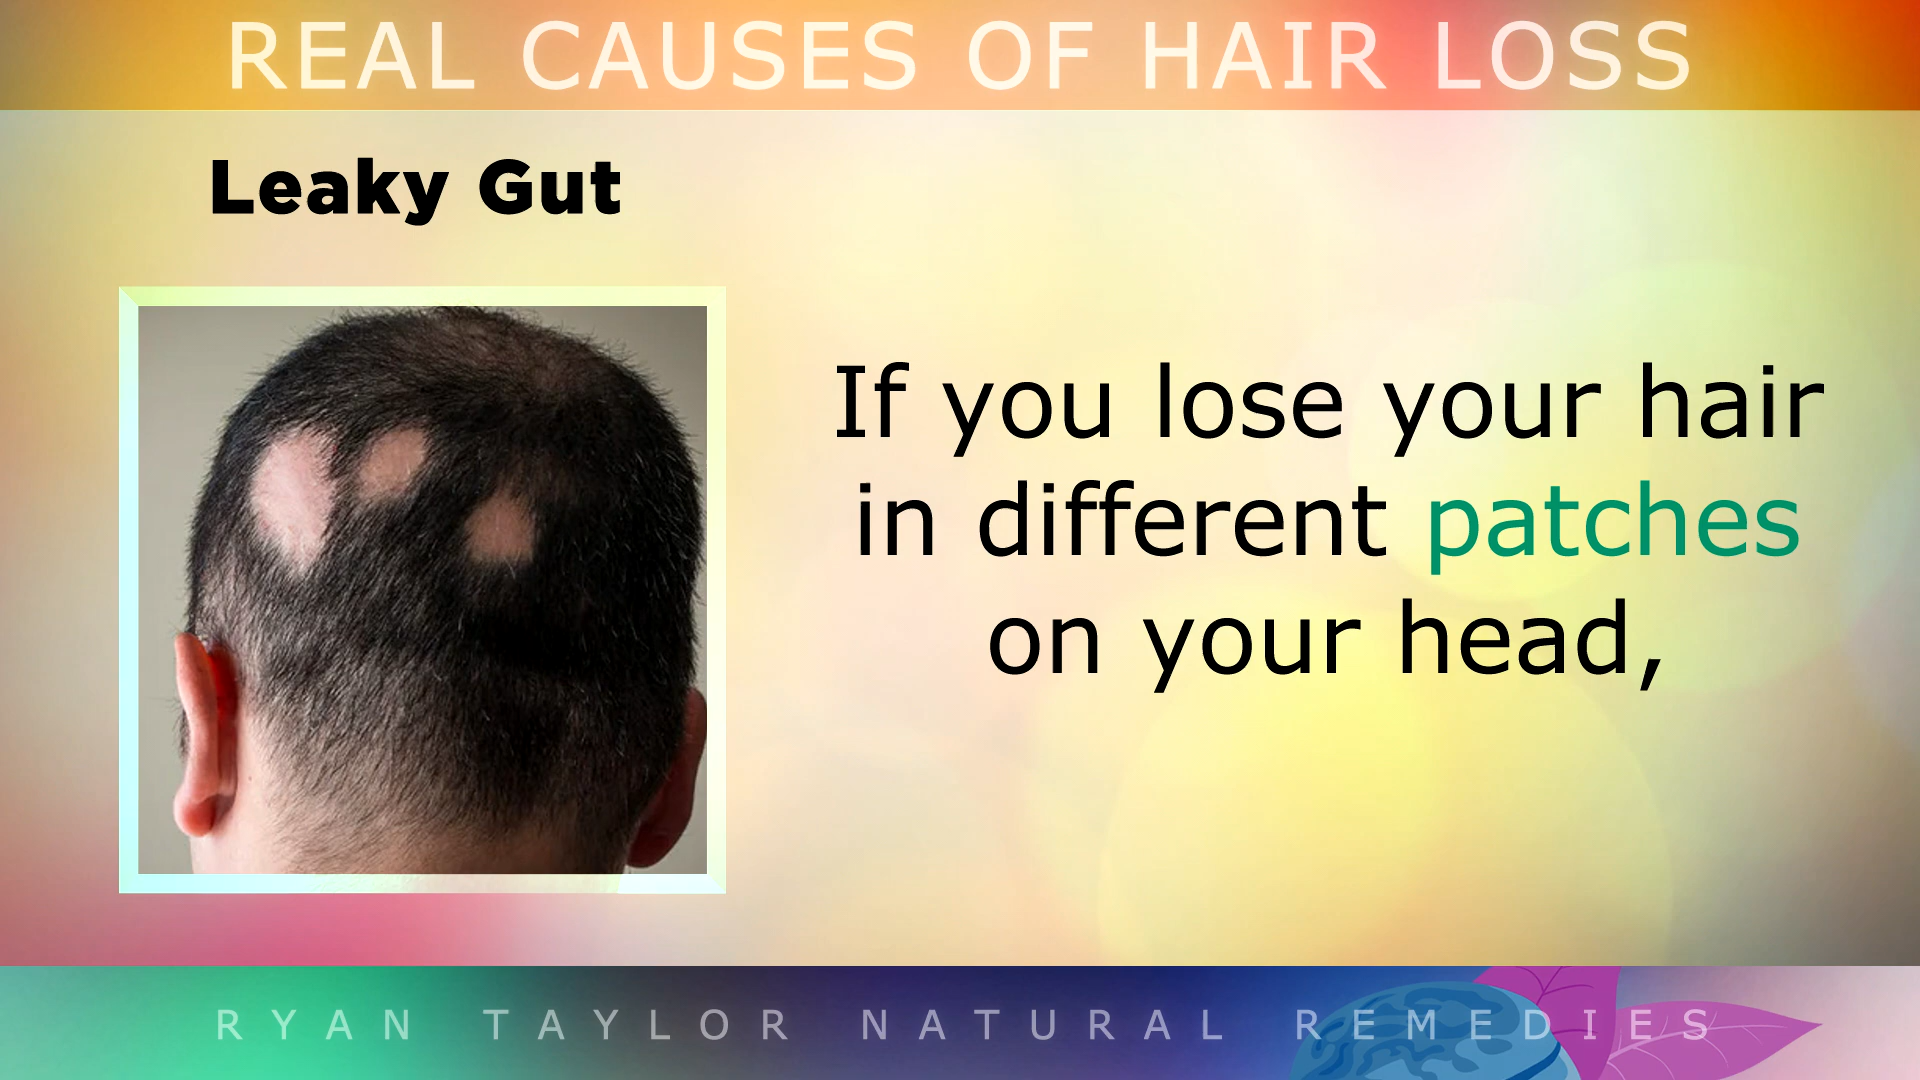 REAL CAUSES OF HAIR LOSS
Leaky Gut
If you lose your hair
in different patches
on your head,
RYAN TAYLOR NATURAL REMEDIES